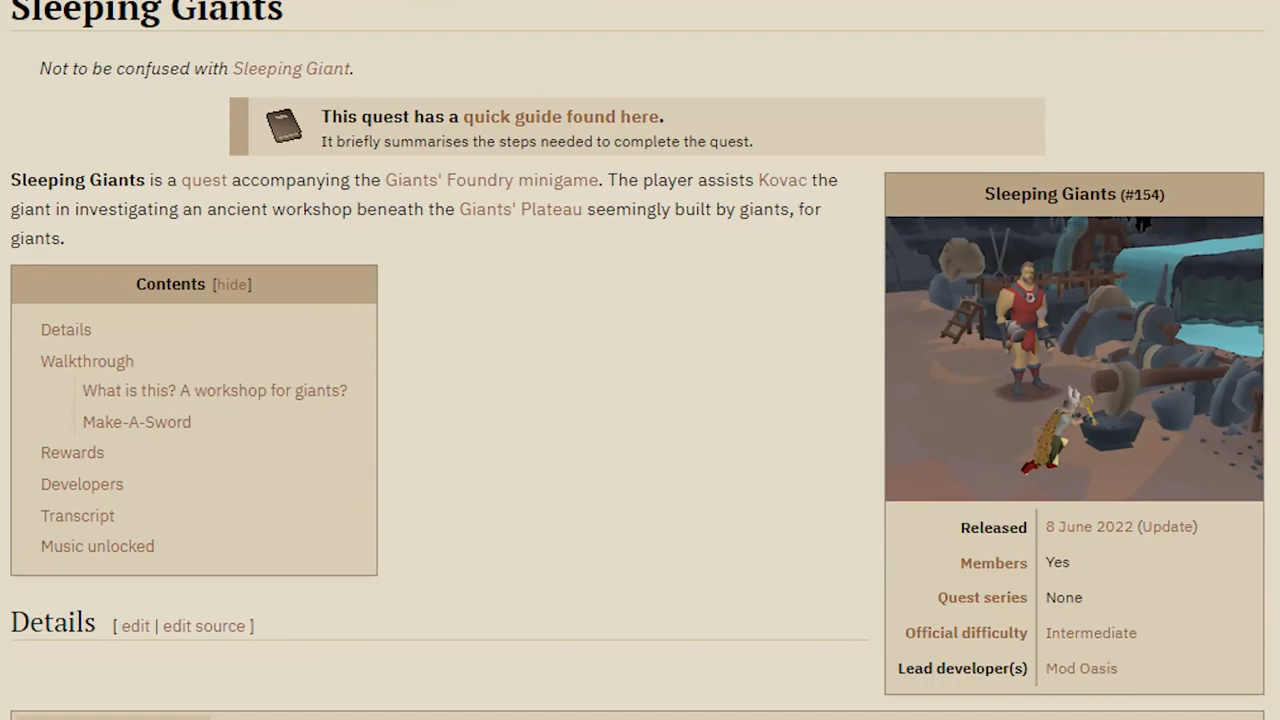 Sleeping Giants
Not to be confused with Sleeping Giant.
This quest has a quick guide found here.
It briefly summarises the steps needed to complete the quest.
Sleeping Giants is a quest accompanying the Giants' Foundry minigame. The player assists Kovac the
giant in investigating an ancient workshop beneath the Giants' Plateau seemingly built by giants, for
giants.
Contents [hide]
Details
Walkthrough
What is this? A workshop for giants?
Make-A-Sword
Rewards
Developers
Transcript
Music unlocked
Details [ edit | edit source ]
Sleeping Giants (#154)
Released 8 June 2022 (Update)
Members Yes
Quest series None
Official difficulty Intermediate
Lead developer(s) Mod Oasis